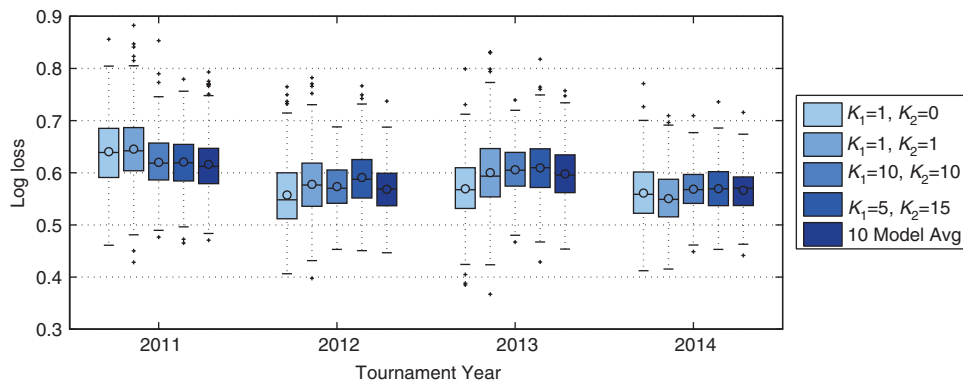 0.9
0.8
0.7
0.6
0.5
0.4
0.3
Log loss
2011 2012 2013 2014
Tournament Year
K1=1, K2=0
K1=1, K2=1
K1=10, K2=10
K1=5, K2=15
10 Model Avg